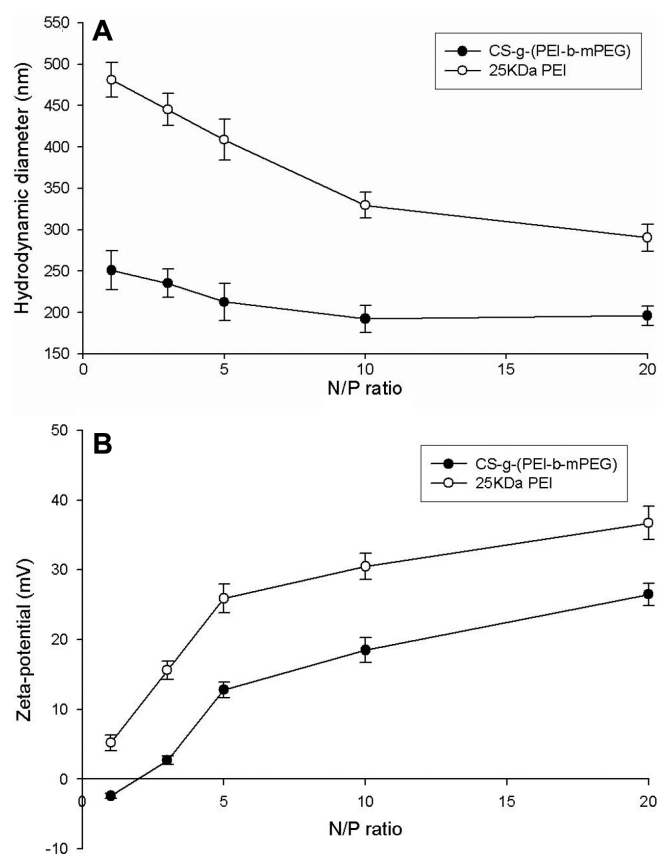 A
CS-g-(PEI-b-mPEG)
25KDa PEI
Hydrodynamic diameter (nm)
550
500
450
400
350
300
250
200
150
0 5 10 15 20
N/P ratio
B
CS-g-(PEI-b-mPEG)
25KDa PEI
Zeta-potential (mV)
50
40
30
20
10
0
-10
0 5 10 15 20
N/P ratio